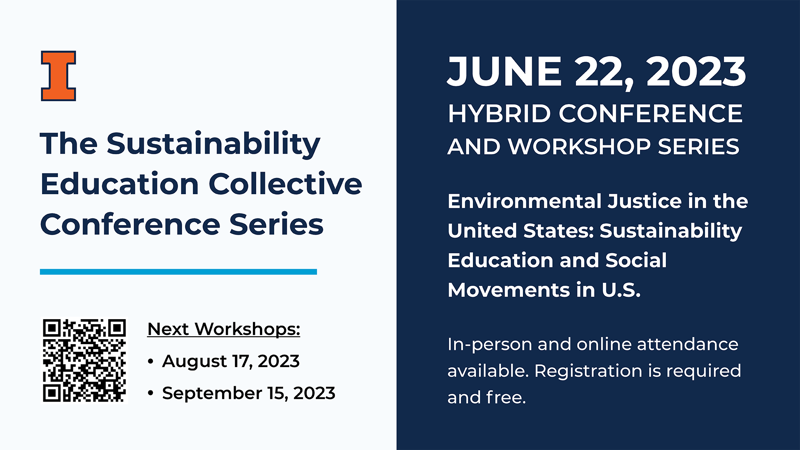 The Sustainability
Education Collective
Conference Series
Next Workshops:
• August 17, 2023
• September 15, 2023
JUNE 22, 2023
HYBRID CONFERENCE
AND WORKSHOP SERIES
Environmental Justice in the
United States: Sustainability
Education and Social
Movements in U.S.
In-person and online attendance
available. Registration is required
and free.